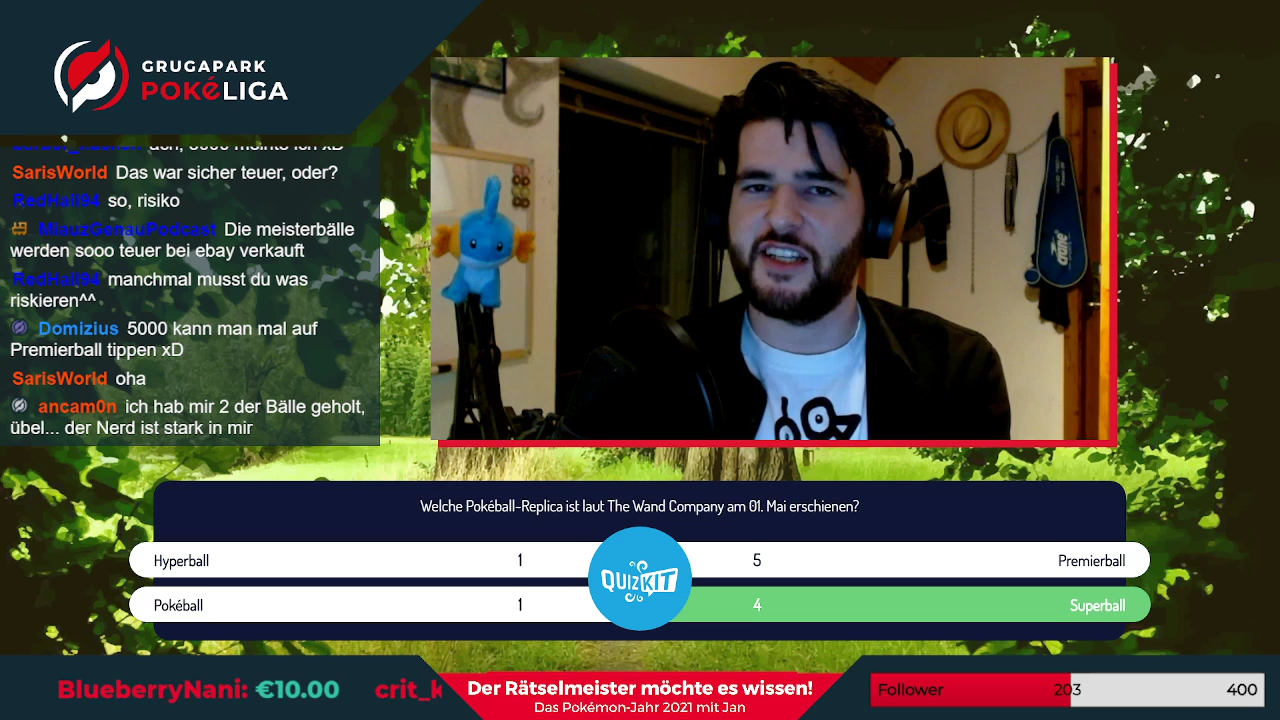 GRUGAPARK
POKéLIGA
meinte ich xD
SarisWorld Das war sicher teuer, oder?
RedHail94 so, risiko
MiauzGenauPodcast Die meisterbälle
werden sooo teuer bei ebay verkauft
RedHail94 manchmal musst du was
riskieren^^
Domizius 5000 kann man mal auf
Premierball tippen xD
SarisWorld oha
ancam0n ich hab mir 2 der Bälle geholt,
übel... der Nerd ist stark in mir
Welche Pokéball-Replica ist laut The Wand Company am 01. Mai erschienen?
Hyperball 1 5 Premierball
QUIZKIT
Pokéball 1 4 Superball
BlueberryNani: €10.00 crit_k
Der Rätselmeister möchte es wissen!
Das Pokémon-Jahr 2021 mit Jan
Follower 203 400